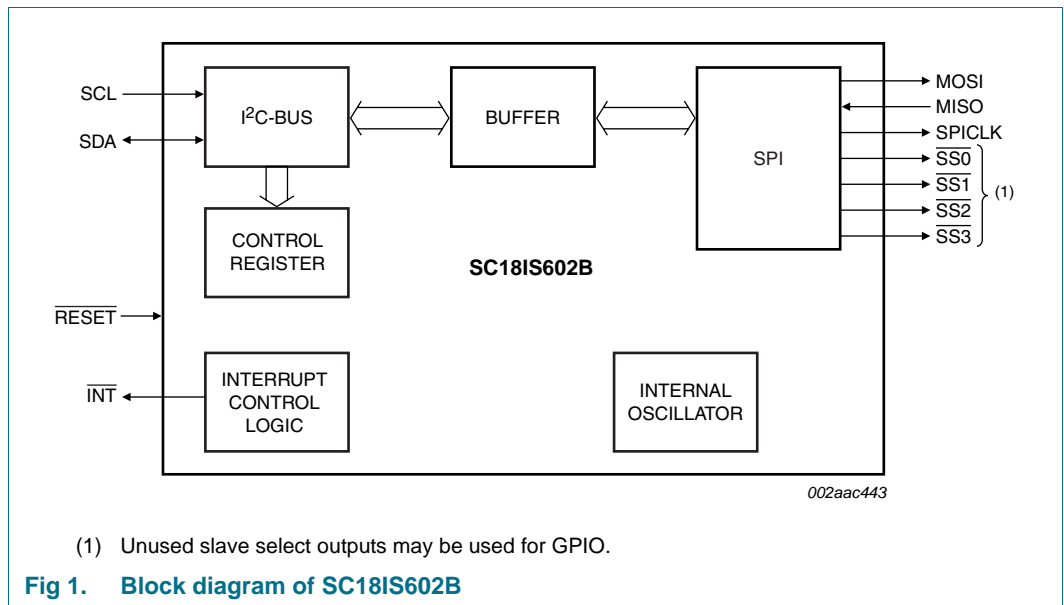 SCL
SDA
I²C-BUS
BUFFER
SPI
MOSI
MISO
SPICLK
SS0
SS1
SS2
SS3
(1)
CONTROL
REGISTER
SC18IS602B
RESET
INT
INTERRUPT
CONTROL
LOGIC
INTERNAL
OSCILLATOR
002aac443
(1) Unused slave select outputs may be used for GPIO.
Fig 1. Block diagram of SC18IS602B